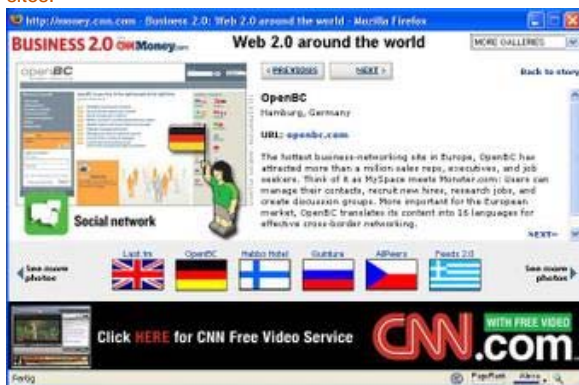 sites.
http://money.cnn.com - Business 2.0: Web 2.0 around the world - Mozilla Firefox
BUSINESS 2.0 CNNMoney.com
Web 2.0 around the world
MORE GALLERIES
< PREVIOUS
NEXT >
Back to story
openBC
OpenBC
Hamburg, Germany
URL: openbc.com
The hottest business-networking site in Europe, OpenBC has
attracted more than a million sales reps, executives, and job
seekers. Think of it as MySpace meets Monster.com: Users can
manage their contacts, recruit new hires, research jobs, and
create discussion groups. More important for the European
market, OpenBC translates its content into 16 languages for
effective cross-border networking.
NEXT>
Social network
See more
photos
Last.fm
OpenBC
Habbo Hotel
Quintura
AllPeers
Feeds 2.0
See more
photos
Click HERE for CNN Free Video Service
CNN.com
WITH FREE VIDEO
Fertig
PageRank
Alexa